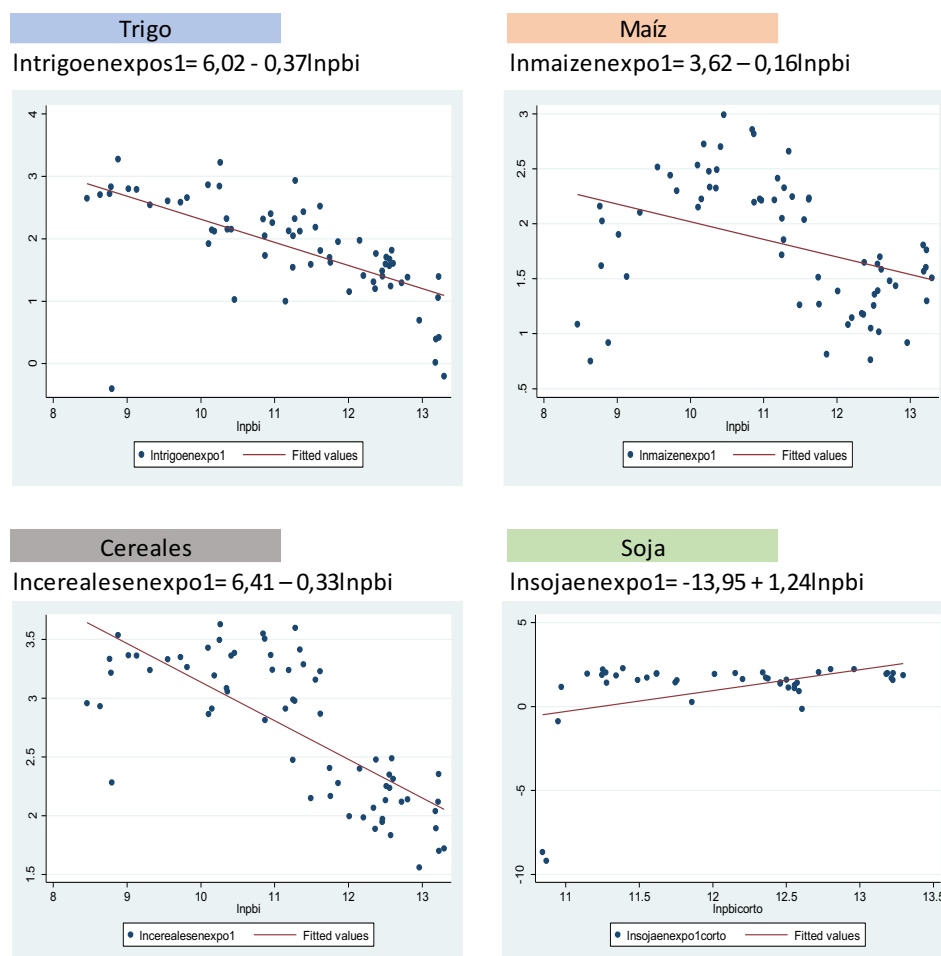 Trigo
lntrigoenexpos1= 6,02 - 0,37lnpbi
4
3
2
1
0
8 9 10 11 12 13
lnpbi
lntrigoenexpo1 Fitted values
Maíz
lnmaizenexpo1= 3,62 – 0,16lnpbi
3
2.5
2
1.5
1
.5
8 9 10 11 12 13
lnpbi
lnmaizenexpo1 Fitted values
Cereales
lncerealesenexpo1= 6,41 – 0,33lnpbi
3.5
3
2.5
2
1.5
8 9 10 11 12 13
lnpbi
lncerealesenexpo1 Fitted values
Soja
lnsojaenexpo1= -13,95 + 1,24lnpbi
5
0
-5
-10
11 11.5 12 12.5 13 13.5
lnpbicorto
lnsojaenexpo1corto Fitted values